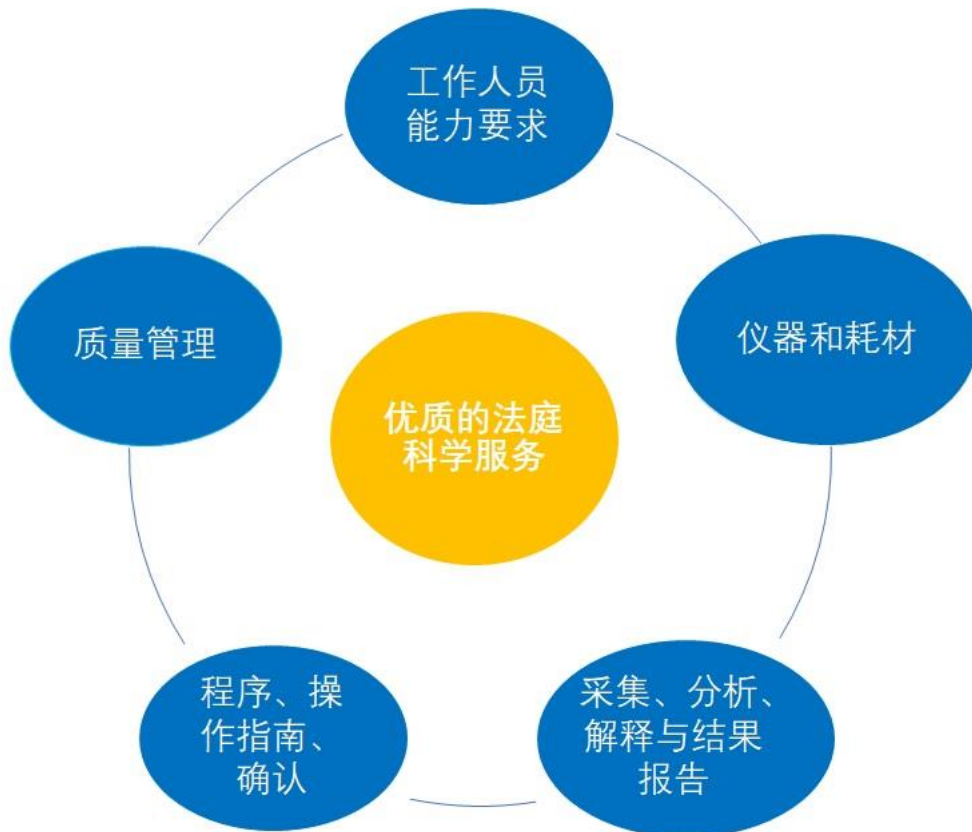 工作人员
能力要求
质量管理
仪器和耗材
优质的法庭
科学服务
程序、操
作指南、
确认
采集、分析、
解释与结果
报告